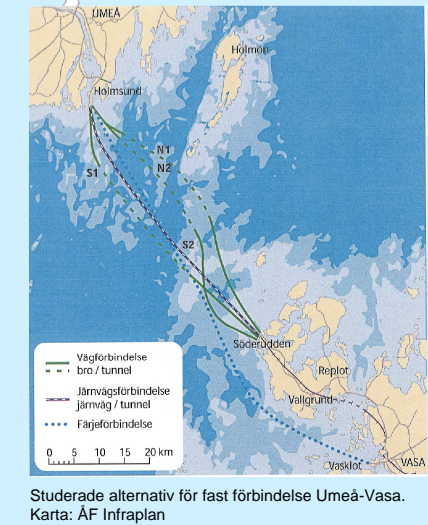 UMEÅ
Holmön
Holmsund
N1
N2
S1
S2
Söderudden
Replot
Vallgrund
Vasklot
VASA
Vägförbindelse
bro / tunnel
Järnvägsförbindelse
järnväg / tunnel
Färjeförbindelse
0 5 10 15 20 km
Studerade alternativ för fast förbindelse Umeå-Vasa.
Karta: ÅF Infraplan